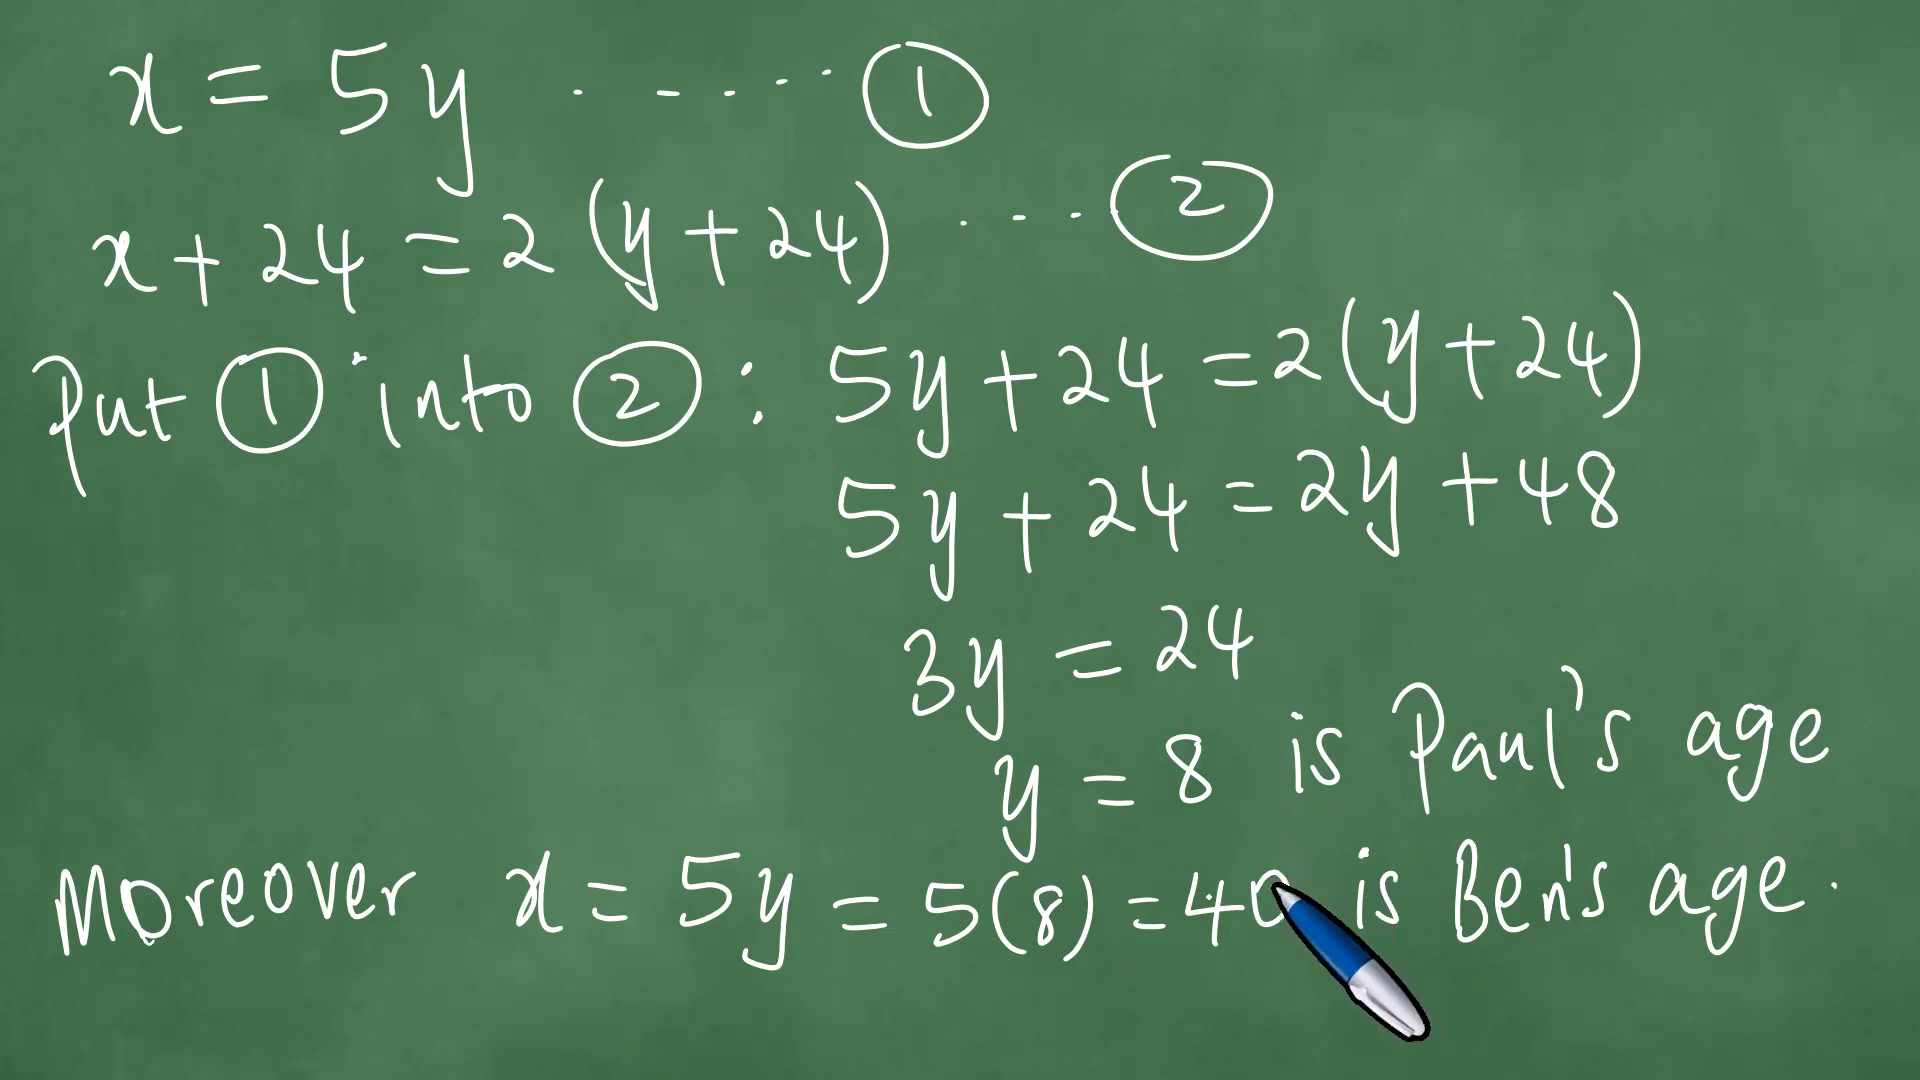 x = 5y ..... ①
x + 24 = 2(y + 24) .... ②
Put ① into ② : 5y + 24 = 2(y + 24)
5y + 24 = 2y + 48
3y = 24
y = 8 is Paul's age
Moreover x = 5y = 5(8) = 40 is Ben's age.